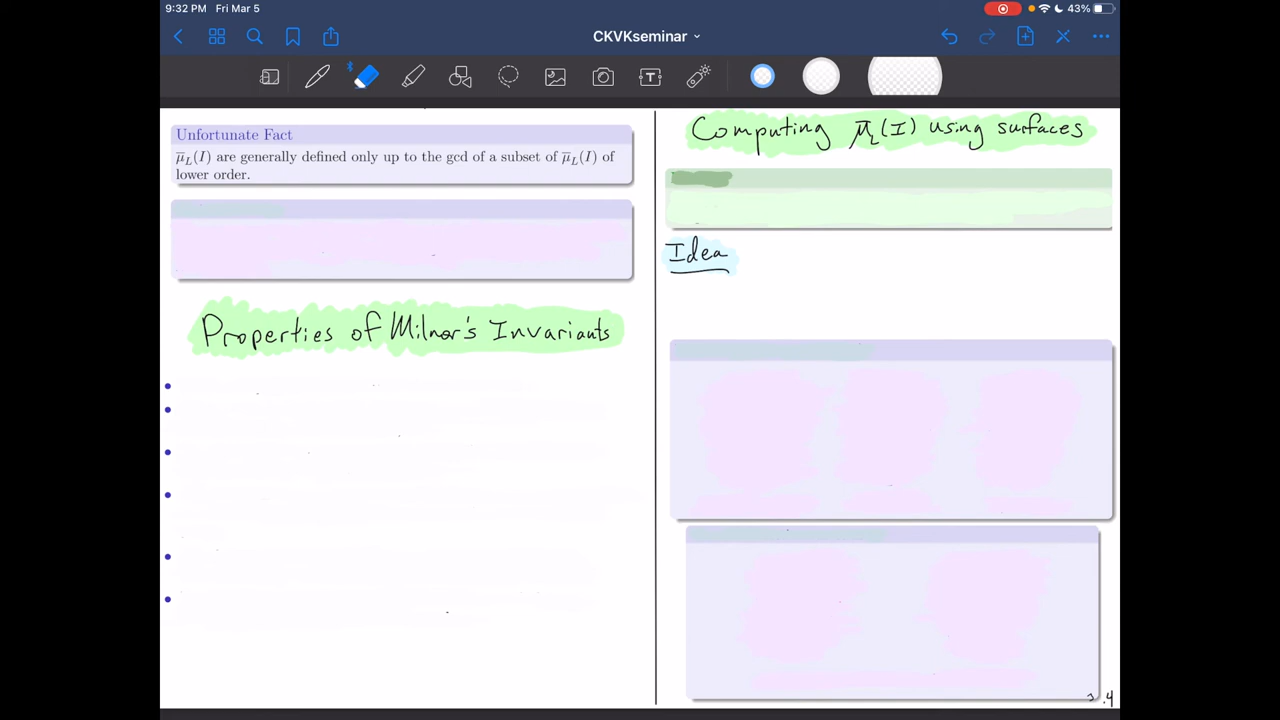 9:32 PM Fri Mar 5
43%
CKVKseminar
T
Unfortunate Fact
μ̅_L(I) are generally defined only up to the gcd of a subset of μ̅_L(I) of
lower order.
Properties of Milnor's Invariants
Computing μ̅_L(I) using surfaces
Idea